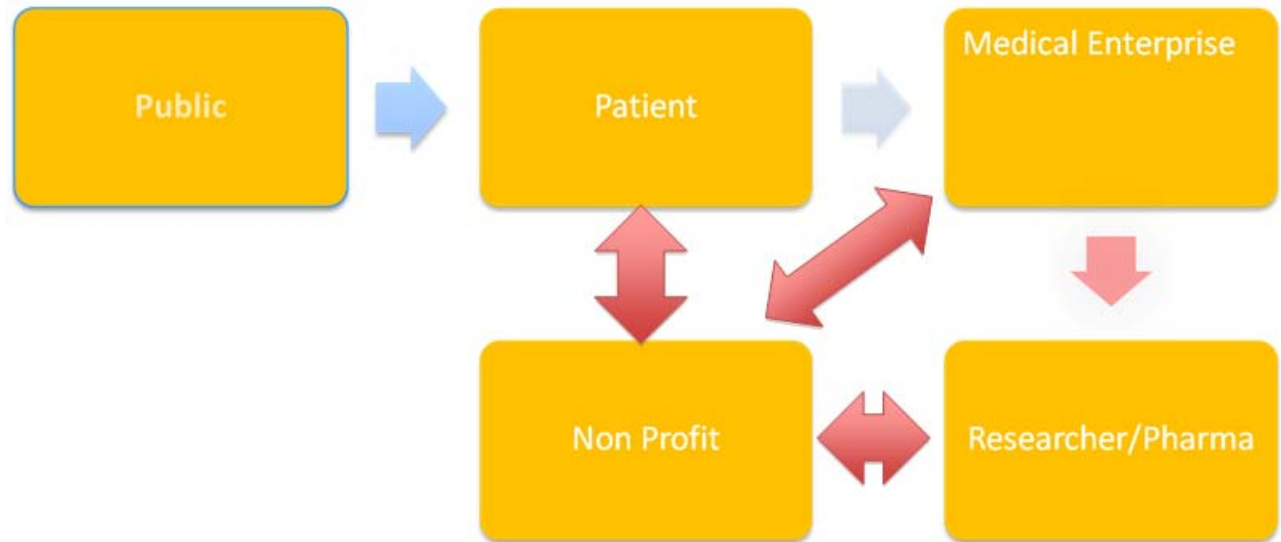 Public
Patient
Medical Enterprise
Non Profit
Researcher/Pharma